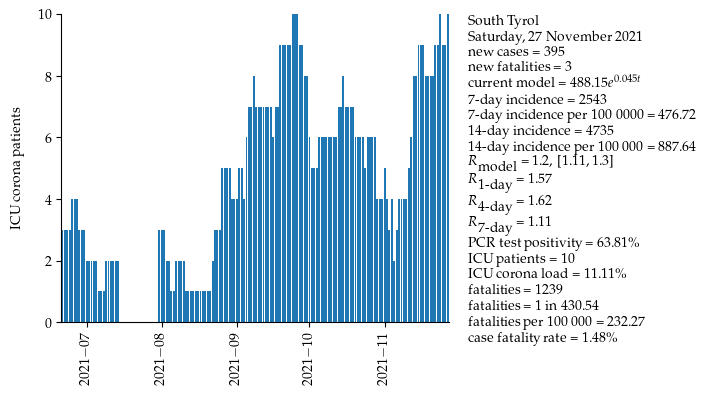 10
8
6
4
2
0
ICU corona patients
2021−07
2021−08
2021−09
2021−10
2021−11
South Tyrol
Saturday, 27 November 2021
new cases = 395
new fatalities = 3
current model = 488.15e^0.045t
7-day incidence = 2543
7-day incidence per 100 0000 = 476.72
14-day incidence = 4735
14-day incidence per 100 000 = 887.64
R_model = 1.2, [1.11, 1.3]
R_1-day = 1.57
R_4-day = 1.62
R_7-day = 1.11
PCR test positivity = 63.81%
ICU patients = 10
ICU corona load = 11.11%
fatalities = 1239
fatalities = 1 in 430.54
fatalities per 100 000 = 232.27
case fatality rate = 1.48%